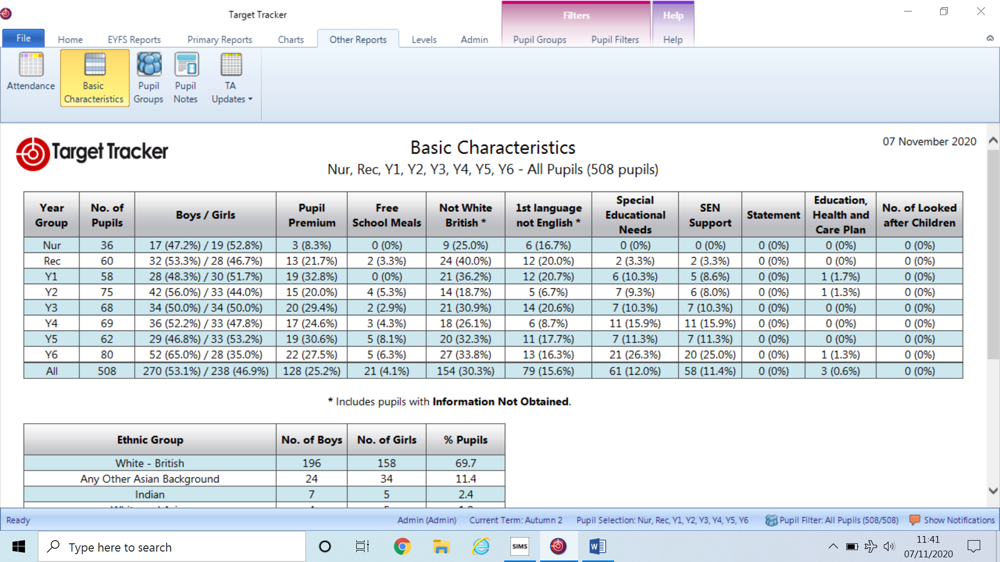 Target Tracker
Filters
Help
File
Home
EYFS Reports
Primary Reports
Charts
Other Reports
Levels
Admin
Pupil Groups
Pupil Filters
Help
Attendance
Basic
Characteristics
Pupil
Groups
Pupil
Notes
TA
Updates
Target Tracker
Basic Characteristics
07 November 2020
Nur, Rec, Y1, Y2, Y3, Y4, Y5, Y6 - All Pupils (508 pupils)
Year Group | No. of Pupils | Boys / Girls | Pupil Premium | Free School Meals | Not White British * | 1st language not English * | Special Educational Needs | SEN Support | Statement | Education, Health and Care Plan | No. of Looked after Children
Nur 36 17 (47.2%) / 19 (52.8%) 3 (8.3%) 0 (0%) 9 (25.0%) 6 (16.7%) 0 (0%) 0 (0%) 0 (0%) 0 (0%) 0 (0%)
Rec 60 32 (53.3%) / 28 (46.7%) 13 (21.7%) 2 (3.3%) 24 (40.0%) 12 (20.0%) 2 (3.3%) 2 (3.3%) 0 (0%) 0 (0%) 0 (0%)
Y1 58 28 (48.3%) / 30 (51.7%) 19 (32.8%) 0 (0%) 21 (36.2%) 12 (20.7%) 6 (10.3%) 5 (8.6%) 0 (0%) 1 (1.7%) 0 (0%)
Y2 75 42 (56.0%) / 33 (44.0%) 15 (20.0%) 4 (5.3%) 14 (18.7%) 5 (6.7%) 7 (9.3%) 6 (8.0%) 0 (0%) 1 (1.3%) 0 (0%)
Y3 68 34 (50.0%) / 34 (50.0%) 20 (29.4%) 2 (2.9%) 21 (30.9%) 14 (20.6%) 7 (10.3%) 7 (10.3%) 0 (0%) 0 (0%) 0 (0%)
Y4 69 36 (52.2%) / 33 (47.8%) 17 (24.6%) 3 (4.3%) 18 (26.1%) 6 (8.7%) 11 (15.9%) 11 (15.9%) 0 (0%) 0 (0%) 0 (0%)
Y5 62 29 (46.8%) / 33 (53.2%) 19 (30.6%) 5 (8.1%) 20 (32.3%) 11 (17.7%) 7 (11.3%) 7 (11.3%) 0 (0%) 0 (0%) 0 (0%)
Y6 80 52 (65.0%) / 28 (35.0%) 22 (27.5%) 5 (6.3%) 27 (33.8%) 13 (16.3%) 21 (26.3%) 20 (25.0%) 0 (0%) 1 (1.3%) 0 (0%)
All 508 270 (53.1%) / 238 (46.9%) 128 (25.2%) 21 (4.1%) 154 (30.3%) 79 (15.6%) 61 (12.0%) 58 (11.4%) 0 (0%) 3 (0.6%) 0 (0%)
* Includes pupils with Information Not Obtained.
Ethnic Group No. of Boys No. of Girls % Pupils
White - British 196 158 69.7
Any Other Asian Background 24 34 11.4
Indian 7 5 2.4
Ready
Admin (Admin)
Current Term: Autumn 2
Pupil Selection: Nur, Rec, Y1, Y2, Y3, Y4, Y5, Y6
Pupil Filter: All Pupils (508/508)
Show Notifications
Type here to search
SIMS
W
11:41
07/11/2020